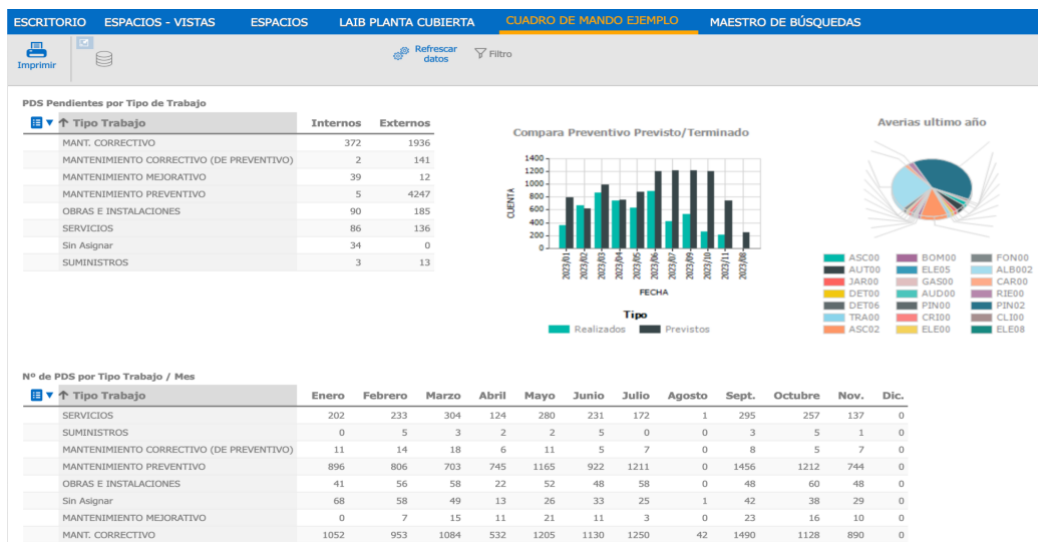 ESCRITORIO ESPACIOS - VISTAS ESPACIOS LAIB PLANTA CUBIERTA CUADRO DE MANDO EJEMPLO MAESTRO DE BÚSQUEDAS
Imprimir
Refrescar
datos
Filtro
PDS Pendientes por Tipo de Trabajo
Tipo Trabajo Internos Externos
MANT. CORRECTIVO 372 1936
MANTENIMIENTO CORRECTIVO (DE PREVENTIVO) 2 141
MANTENIMIENTO MEJORATIVO 39 12
MANTENIMIENTO PREVENTIVO 5 4247
OBRAS E INSTALACIONES 90 185
SERVICIOS 86 136
Sin Asignar 34 0
SUMINISTROS 3 13
Compara Preventivo Previsto/Terminado
1400
1200
1000
800
600
400
200
0
CUENTA
2023/01 2023/02 2023/03 2023/04 2023/05 2023/06 2023/07 2023/09 2023/10 2023/11 2023/08
FECHA
Tipo
Realizados Previstos
Averias ultimo año
ASC00 BOM00 FON00
AUT00 ELE05 ALB002
JAR00 GAS00 CAR00
DET00 AUD00 RIE00
DET06 PIN00 PIN02
TRA00 CRI00 CLI00
ASC02 ELE00 ELE08
Nº de PDS por Tipo Trabajo / Mes
Tipo Trabajo Enero Febrero Marzo Abril Mayo Junio Julio Agosto Sept. Octubre Nov. Dic.
SERVICIOS 202 233 304 124 280 231 172 1 295 257 137 0
SUMINISTROS 0 5 3 2 2 5 0 0 3 5 1 0
MANTENIMIENTO CORRECTIVO (DE PREVENTIVO) 11 14 18 6 11 5 7 0 8 5 7 0
MANTENIMIENTO PREVENTIVO 896 806 703 745 1165 922 1211 0 1456 1212 744 0
OBRAS E INSTALACIONES 41 56 58 22 52 48 58 0 48 60 48 0
Sin Asignar 68 58 49 13 26 33 25 1 42 38 29 0
MANTENIMIENTO MEJORATIVO 0 7 15 11 21 11 3 0 23 16 10 0
MANT. CORRECTIVO 1052 953 1084 532 1205 1130 1250 42 1490 1128 890 0